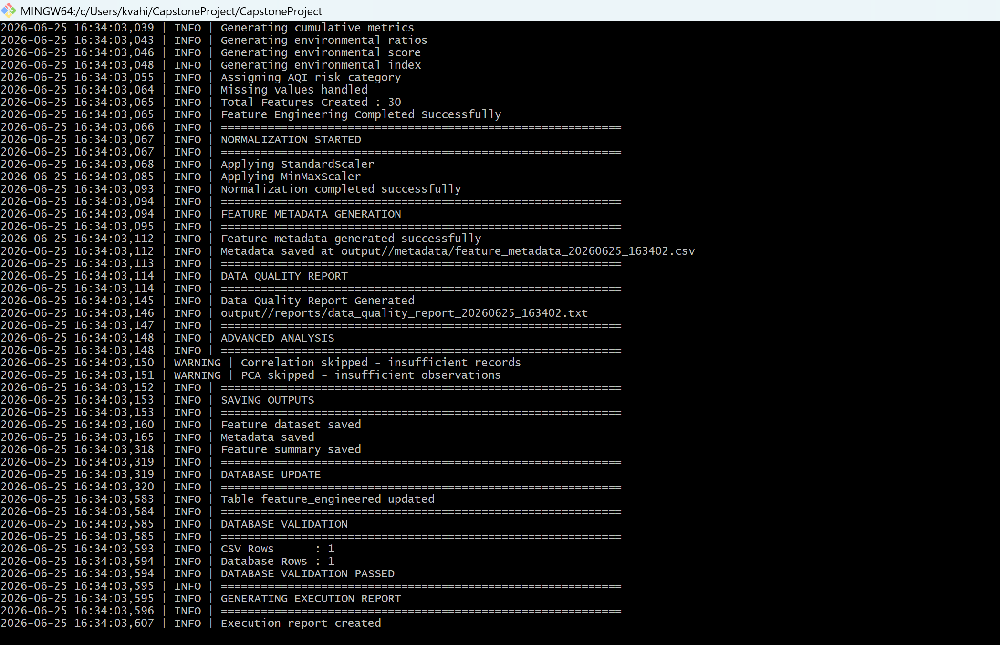 MINGW64:/c/Users/kvahi/CapstoneProject/CapstoneProject
2026-06-25 16:34:03,039 | INFO | Generating cumulative metrics
2026-06-25 16:34:03,043 | INFO | Generating environmental ratios
2026-06-25 16:34:03,046 | INFO | Generating environmental score
2026-06-25 16:34:03,048 | INFO | Generating environmental index
2026-06-25 16:34:03,055 | INFO | Assigning AQI risk category
2026-06-25 16:34:03,064 | INFO | Missing values handled
2026-06-25 16:34:03,065 | INFO | Total Features Created : 30
2026-06-25 16:34:03,065 | INFO | Feature Engineering Completed Successfully
2026-06-25 16:34:03,066 | INFO | ============================================================
2026-06-25 16:34:03,067 | INFO | NORMALIZATION STARTED
2026-06-25 16:34:03,067 | INFO | ============================================================
2026-06-25 16:34:03,068 | INFO | Applying StandardScaler
2026-06-25 16:34:03,085 | INFO | Applying MinMaxScaler
2026-06-25 16:34:03,093 | INFO | Normalization completed successfully
2026-06-25 16:34:03,094 | INFO | ============================================================
2026-06-25 16:34:03,094 | INFO | FEATURE METADATA GENERATION
2026-06-25 16:34:03,095 | INFO | ============================================================
2026-06-25 16:34:03,112 | INFO | Feature metadata generated successfully
2026-06-25 16:34:03,112 | INFO | Metadata saved at output//metadata/feature_metadata_20260625_163402.csv
2026-06-25 16:34:03,113 | INFO | ============================================================
2026-06-25 16:34:03,114 | INFO | DATA QUALITY REPORT
2026-06-25 16:34:03,114 | INFO | ============================================================
2026-06-25 16:34:03,145 | INFO | Data Quality Report Generated
2026-06-25 16:34:03,146 | INFO | output//reports/data_quality_report_20260625_163402.txt
2026-06-25 16:34:03,147 | INFO | ============================================================
2026-06-25 16:34:03,148 | INFO | ADVANCED ANALYSIS
2026-06-25 16:34:03,148 | INFO | ============================================================
2026-06-25 16:34:03,150 | WARNING | Correlation skipped - insufficient records
2026-06-25 16:34:03,151 | WARNING | PCA skipped - insufficient observations
2026-06-25 16:34:03,152 | INFO | ============================================================
2026-06-25 16:34:03,153 | INFO | SAVING OUTPUTS
2026-06-25 16:34:03,153 | INFO | ============================================================
2026-06-25 16:34:03,160 | INFO | Feature dataset saved
2026-06-25 16:34:03,165 | INFO | Metadata saved
2026-06-25 16:34:03,318 | INFO | Feature summary saved
2026-06-25 16:34:03,319 | INFO | ============================================================
2026-06-25 16:34:03,319 | INFO | DATABASE UPDATE
2026-06-25 16:34:03,320 | INFO | ============================================================
2026-06-25 16:34:03,583 | INFO | Table feature_engineered updated
2026-06-25 16:34:03,584 | INFO | ============================================================
2026-06-25 16:34:03,585 | INFO | DATABASE VALIDATION
2026-06-25 16:34:03,585 | INFO | ============================================================
2026-06-25 16:34:03,593 | INFO | CSV Rows      : 1
2026-06-25 16:34:03,594 | INFO | Database Rows : 1
2026-06-25 16:34:03,594 | INFO | DATABASE VALIDATION PASSED
2026-06-25 16:34:03,595 | INFO | ============================================================
2026-06-25 16:34:03,595 | INFO | GENERATING EXECUTION REPORT
2026-06-25 16:34:03,596 | INFO | ============================================================
2026-06-25 16:34:03,607 | INFO | Execution report created